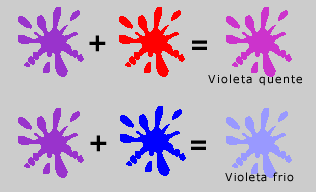 + =
Violeta quente
+ =
Violeta frio